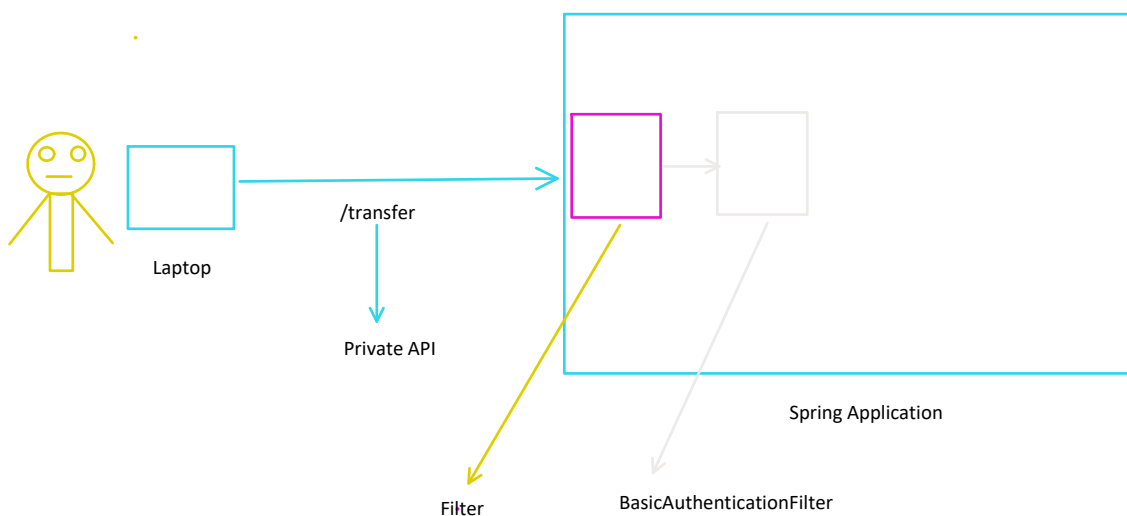 /transfer
Laptop
Private API
Spring Application
Filter
BasicAuthenticationFilter